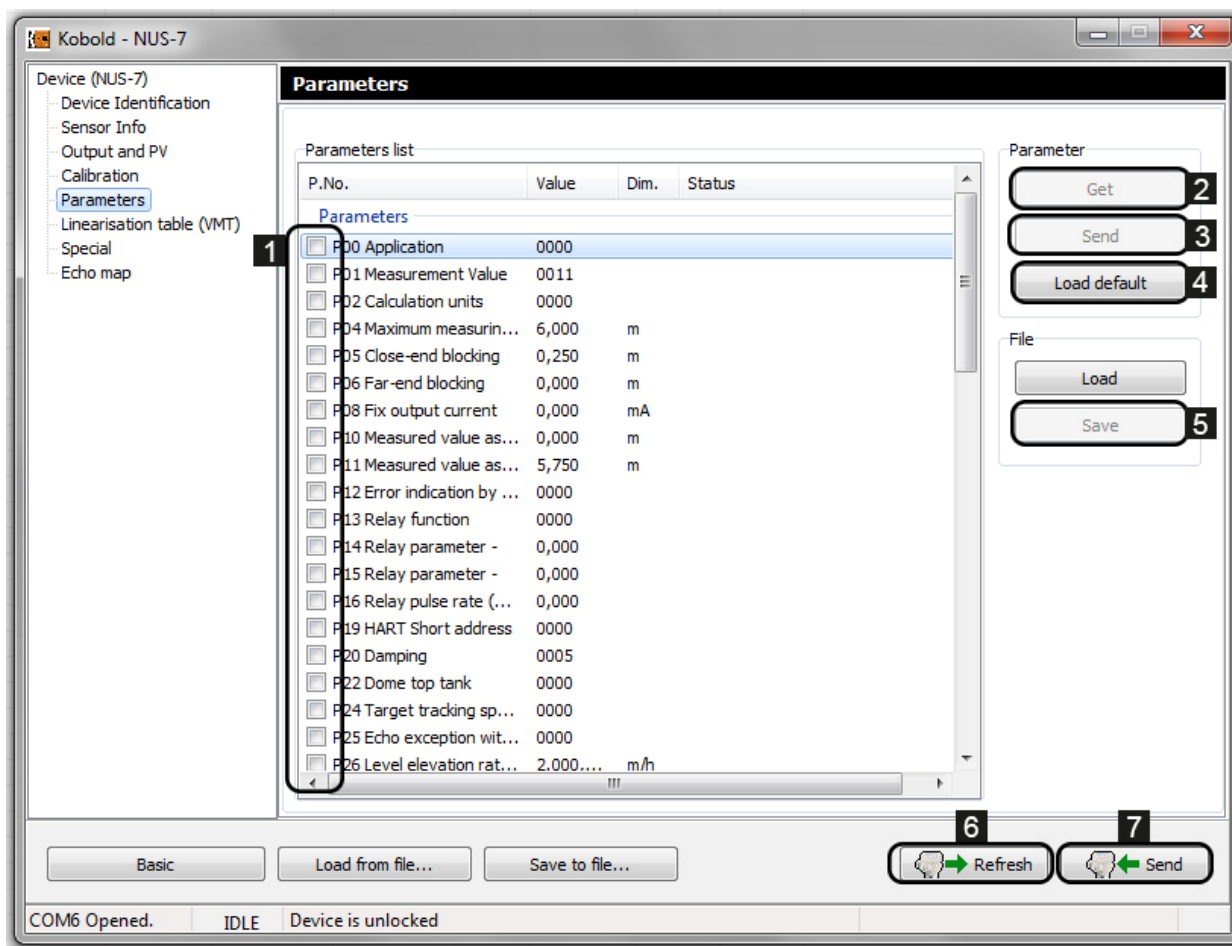 Kobold - NUS-7
Device (NUS-7)
Device Identification
Sensor Info
Output and PV
Calibration
Parameters
Linearisation table (VMT)
Special
Echo map
Parameters
Parameters list
P.No. Value Dim. Status
Parameters
1
P00 Application 0000
P01 Measurement Value 0011
P02 Calculation units 0000
P04 Maximum measurin... 6,000 m
P05 Close-end blocking 0,250 m
P06 Far-end blocking 0,000 m
P08 Fix output current 0,000 mA
P10 Measured value as... 0,000 m
P11 Measured value as... 5,750 m
P12 Error indication by ... 0000
P13 Relay function 0000
P14 Relay parameter - 0,000
P15 Relay parameter - 0,000
P16 Relay pulse rate (... 0,000
P19 HART Short address 0000
P20 Damping 0005
P22 Dome top tank 0000
P24 Target tracking sp... 0000
P25 Echo exception wit... 0000
P26 Level elevation rat... 2.000.... m/h
Parameter
Get 2
Send 3
Load default 4
File
Load
Save 5
6 7
Basic Load from file... Save to file... Refresh Send
COM6 Opened. IDLE Device is unlocked